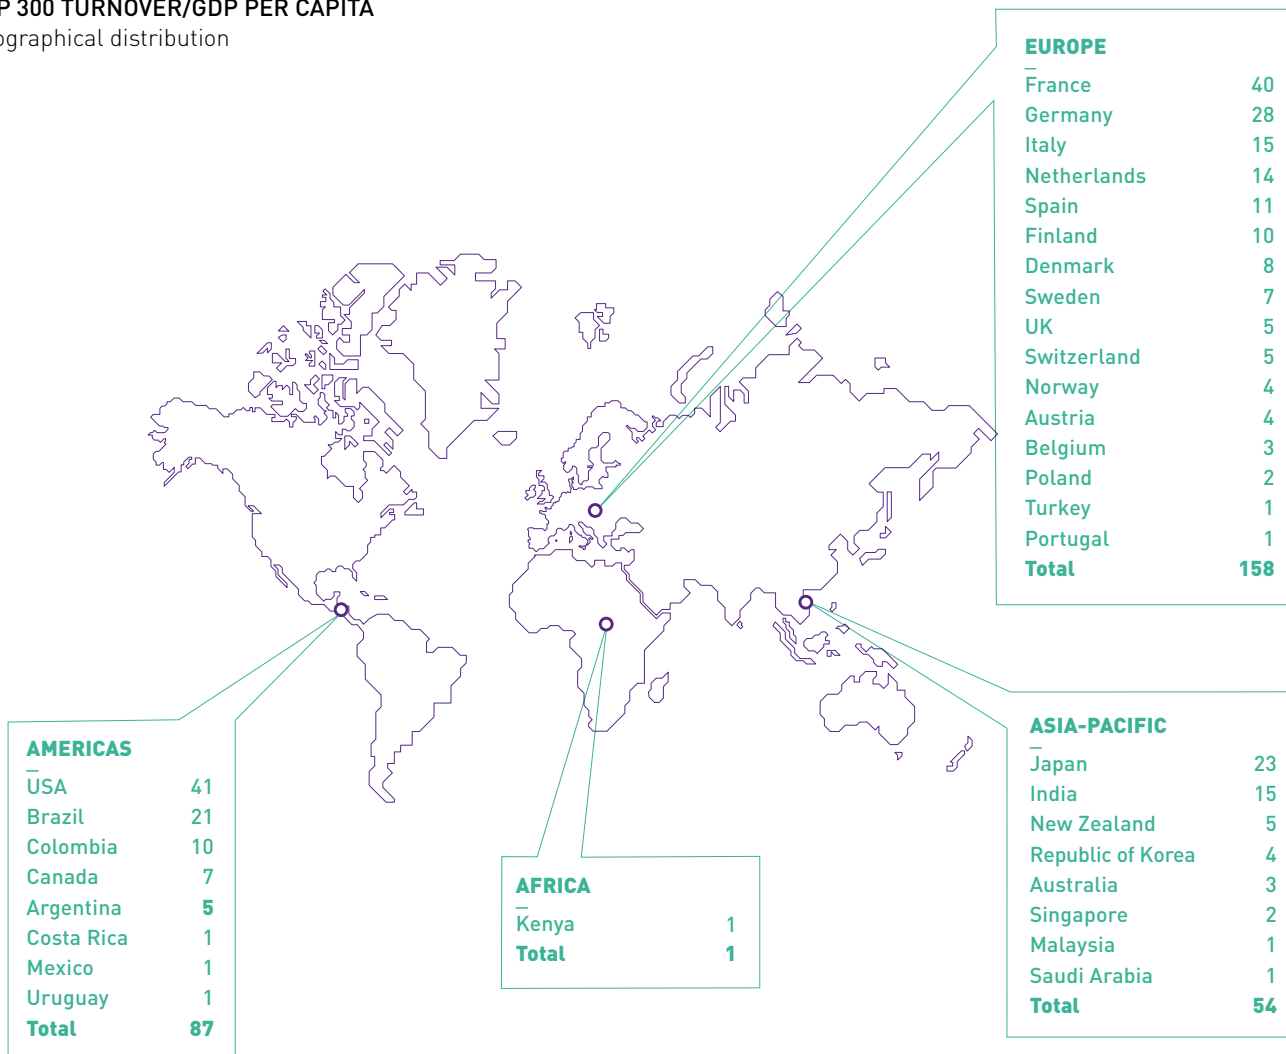 P 300 TURNOVER/GDP PER CAPITA
ographical distribution
EUROPE
France 40
Germany 28
Italy 15
Netherlands 14
Spain 11
Finland 10
Denmark 8
Sweden 7
UK 5
Switzerland 5
Norway 4
Austria 4
Belgium 3
Poland 2
Turkey 1
Portugal 1
Total 158
AMERICAS
USA 41
Brazil 21
Colombia 10
Canada 7
Argentina 5
Costa Rica 1
Mexico 1
Uruguay 1
Total 87
AFRICA
Kenya 1
Total 1
ASIA-PACIFIC
Japan 23
India 15
New Zealand 5
Republic of Korea 4
Australia 3
Singapore 2
Malaysia 1
Saudi Arabia 1
Total 54